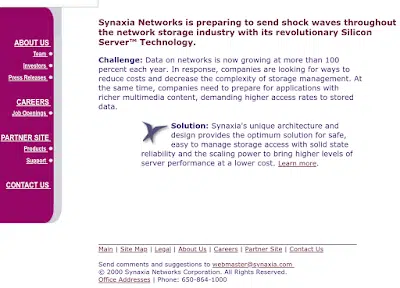 ABOUT US
Team
Investors
Press Releases
CAREERS
Job Openings
PARTNER SITE
Products
Support
CONTACT US
Synaxia Networks is preparing to send shock waves throughout
the network storage industry with its revolutionary Silicon
Server™ Technology.
Challenge: Data on networks is now growing at more than 100
percent each year. In response, companies are looking for ways to
reduce costs and decrease the complexity of storage management. At
the same time, companies need to prepare for applications with
richer multimedia content, demanding higher access rates to stored
data.
Solution: Synaxia's unique architecture and
design provides the optimum solution for safe,
easy to manage storage access with solid state
reliability and the scaling power to bring higher levels of
server performance at a lower cost. Learn more.
Main | Site Map | Legal | About Us | Careers | Partner Site | Contact Us
Send comments and suggestions to webmaster@synaxia.com
© 2000 Synaxia Networks Corporation. All Rights Reserved.
Office Addresses | Phone: 650-864-1000